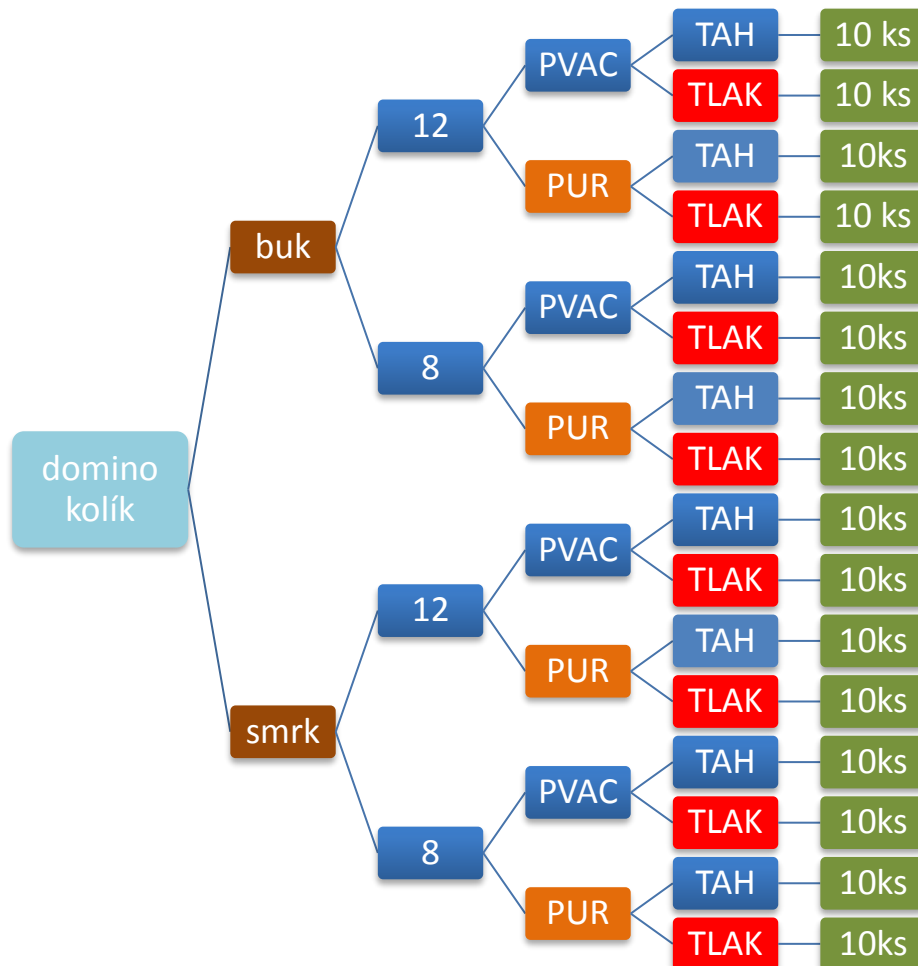 domino
kolík
buk
smrk
12
8
12
8
PVAC
PUR
PVAC
PUR
PVAC
PUR
PVAC
PUR
TAH
TLAK
TAH
TLAK
TAH
TLAK
TAH
TLAK
TAH
TLAK
TAH
TLAK
TAH
TLAK
TAH
TLAK
10 ks
10 ks
10ks
10 ks
10ks
10ks
10ks
10ks
10ks
10ks
10ks
10ks
10ks
10ks
10ks
10ks